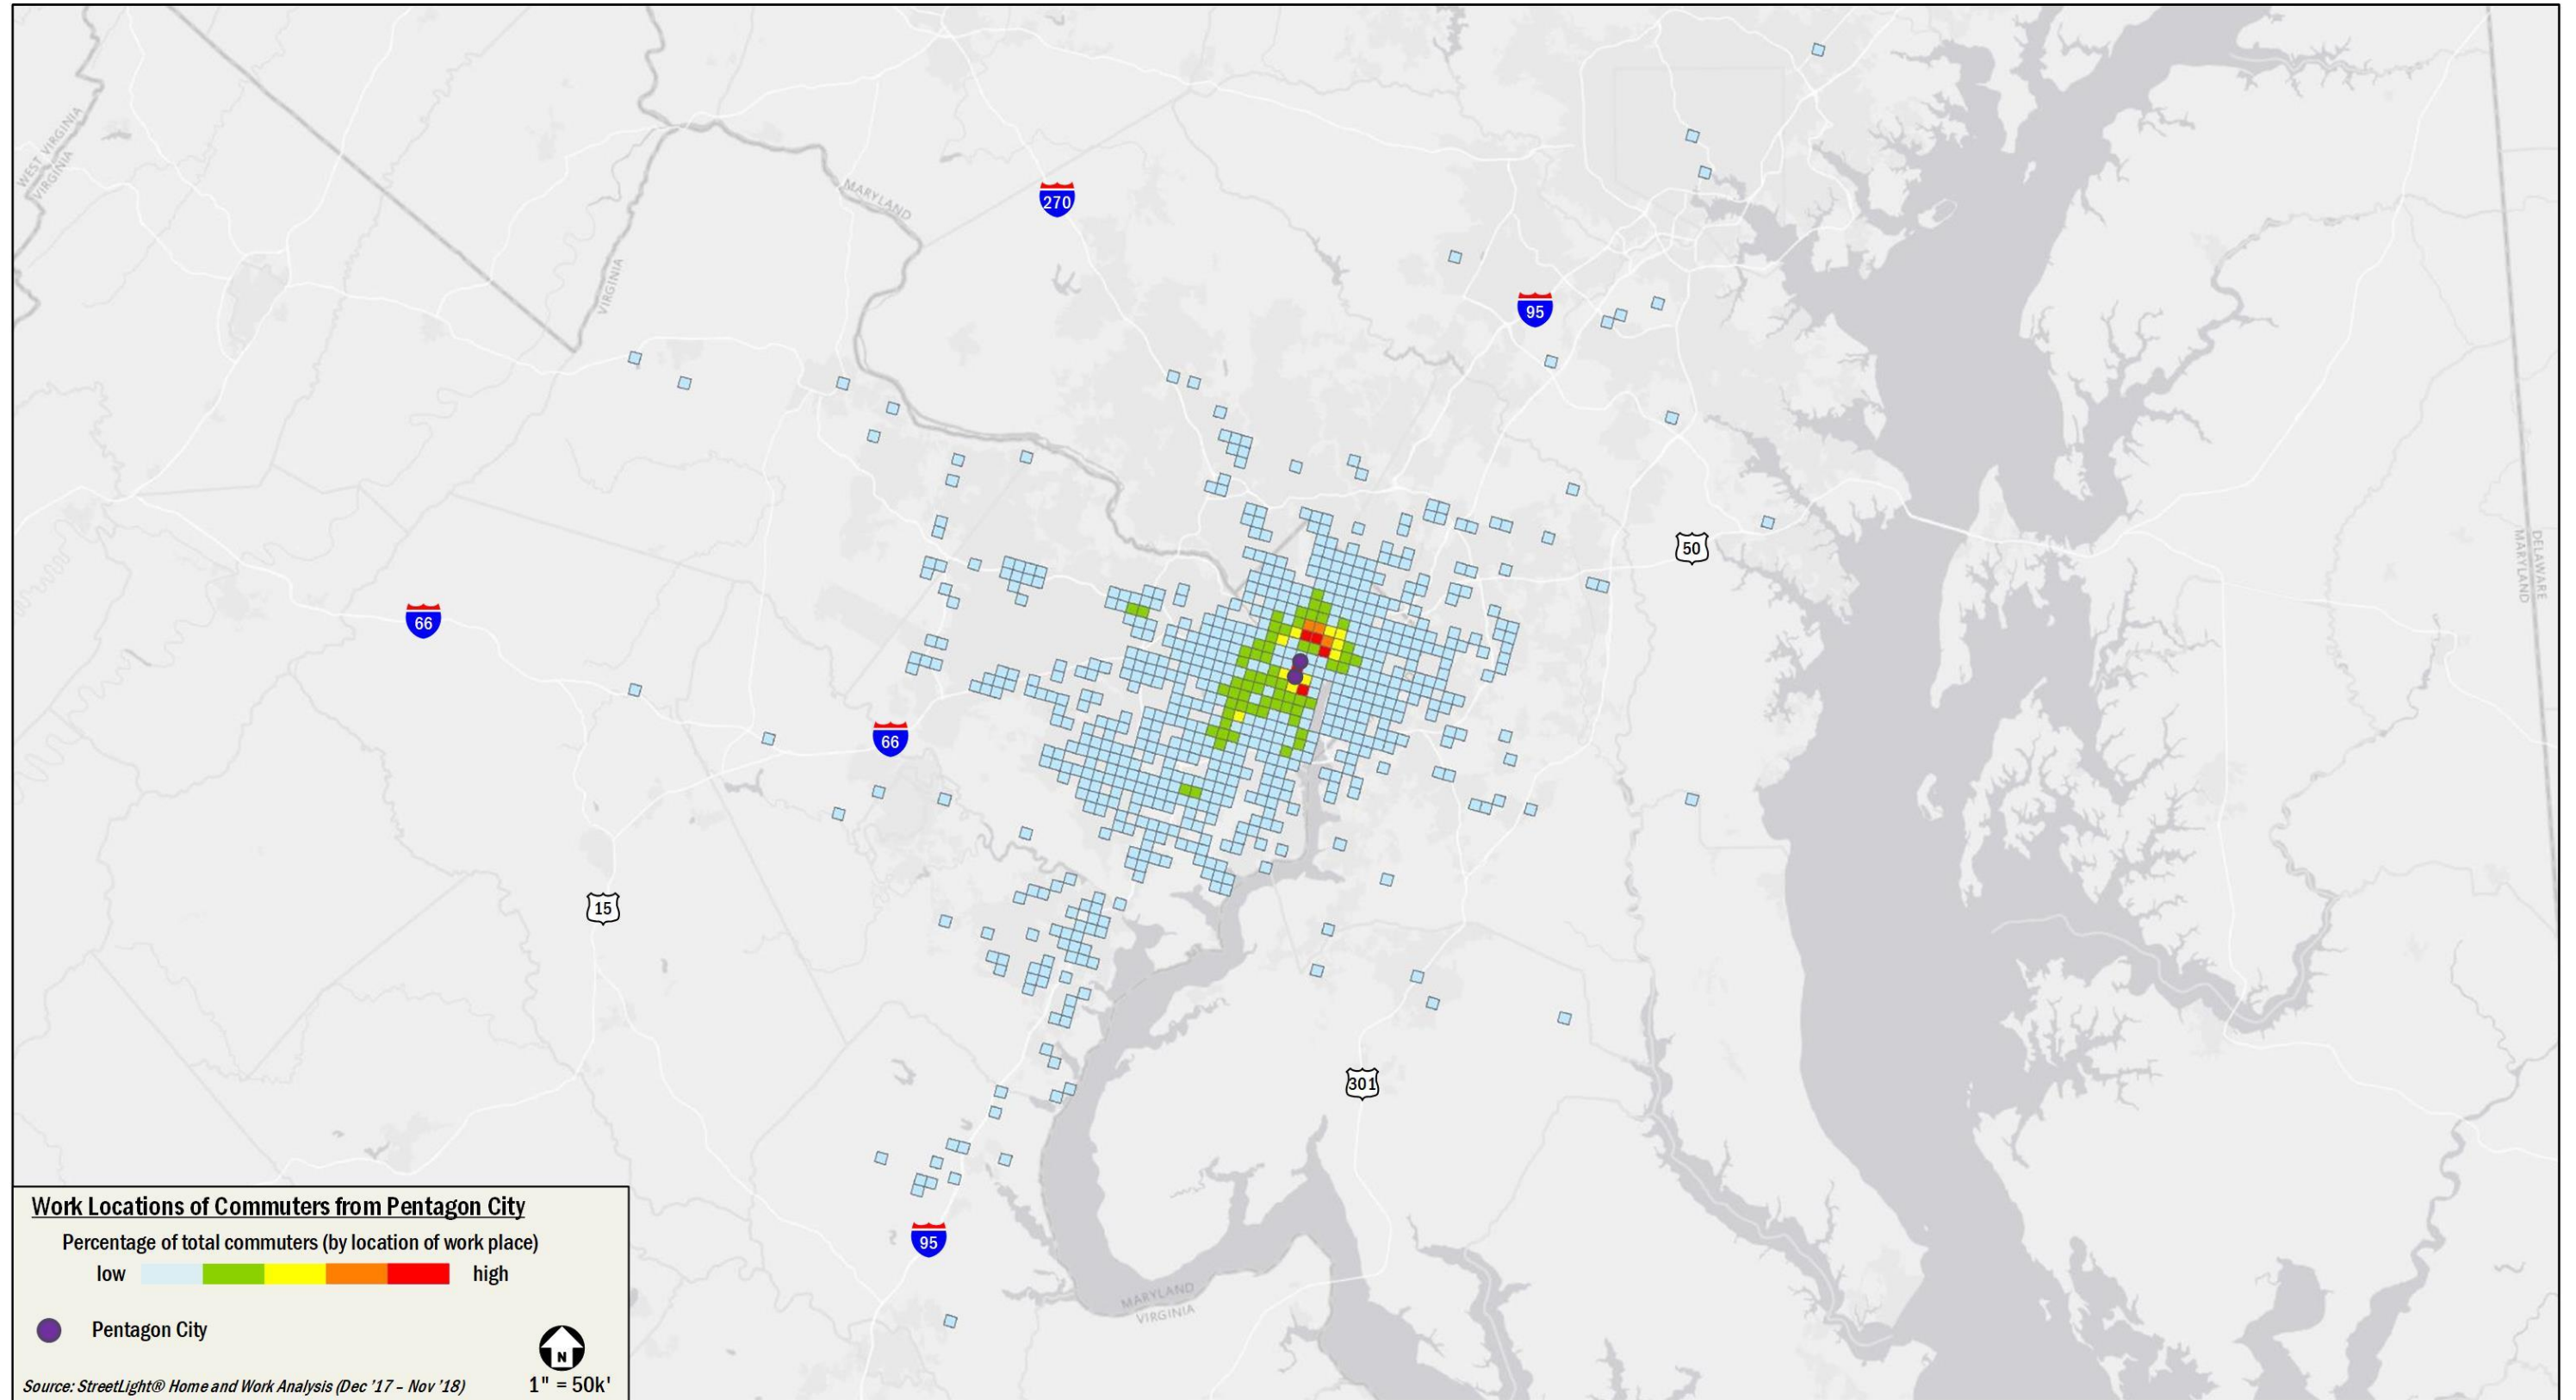 WEST VIRGINIA
VIRGINIA
MARYLAND
VIRGINIA
270
95
50
DELAWARE
MARYLAND
66
66
15
301
95
MARYLAND
VIRGINIA
Work Locations of Commuters from Pentagon City
Percentage of total commuters (by location of work place)
low high
Pentagon City
N
Source: StreetLight® Home and Work Analysis (Dec '17 – Nov '18)
1" = 50k'